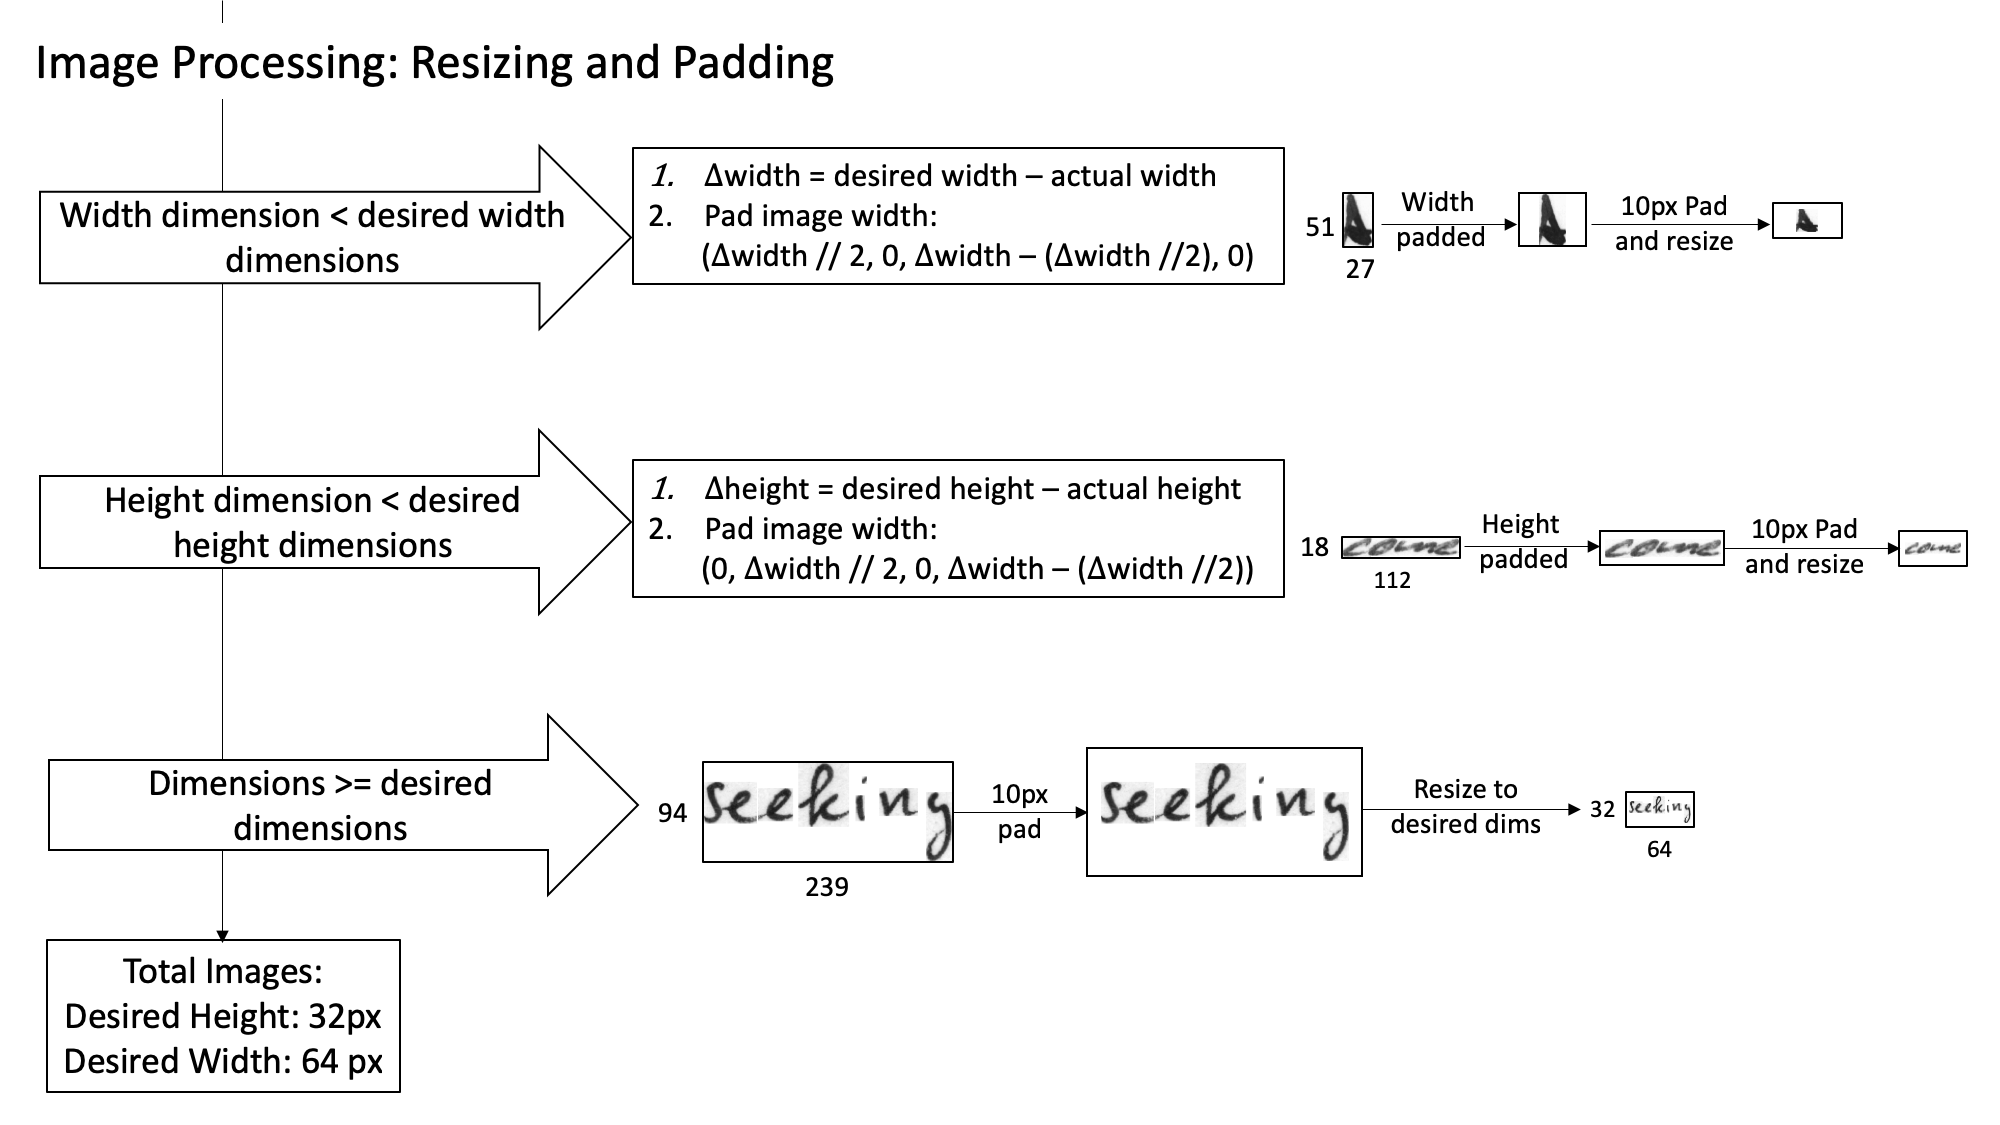 Image Processing: Resizing and Padding
Width dimension < desired width
dimensions
1. Δwidth = desired width – actual width
2. Pad image width:
(Δwidth // 2, 0, Δwidth – (Δwidth //2), 0)
51
27
Width
padded
10px Pad
and resize
Height dimension < desired
height dimensions
1. Δheight = desired height – actual height
2. Pad image width:
(0, Δwidth // 2, 0, Δwidth – (Δwidth //2))
18
come
112
Height
padded
come
10px Pad
and resize
come
Dimensions >= desired
dimensions
94
seeking
239
10px
pad
seeking
Resize to
desired dims
32
seeking
64
Total Images:
Desired Height: 32px
Desired Width: 64 px